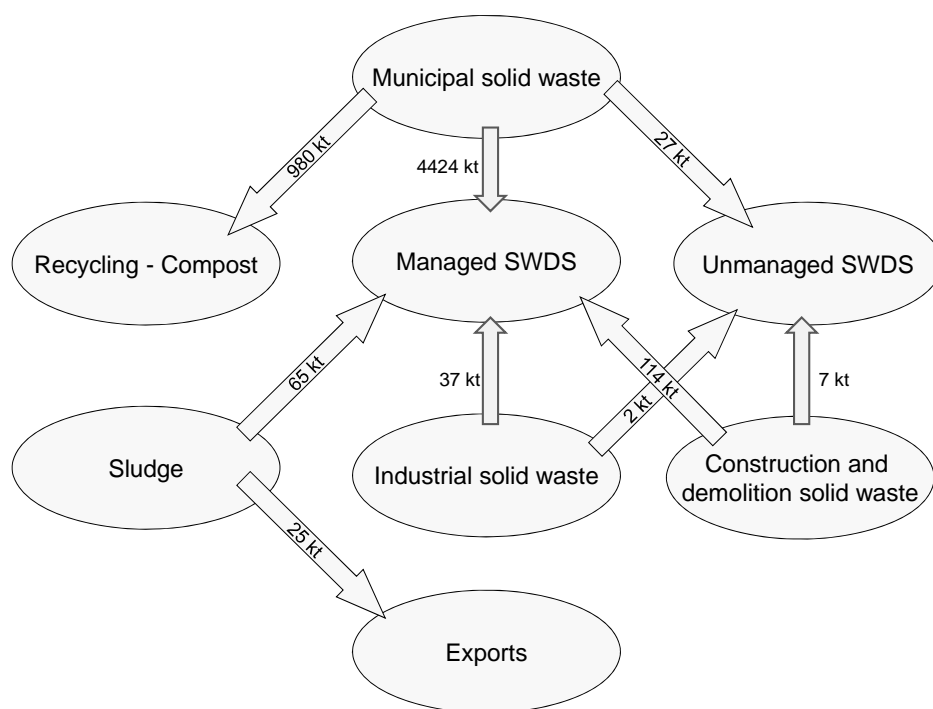 Municipal solid waste
980 kt
4424 kt
27 kt
Recycling - Compost
Managed SWDS
Unmanaged SWDS
65 kt
37 kt
2 kt
114 kt
7 kt
Sludge
Industrial solid waste
Construction and
demolition solid waste
25 kt
Exports